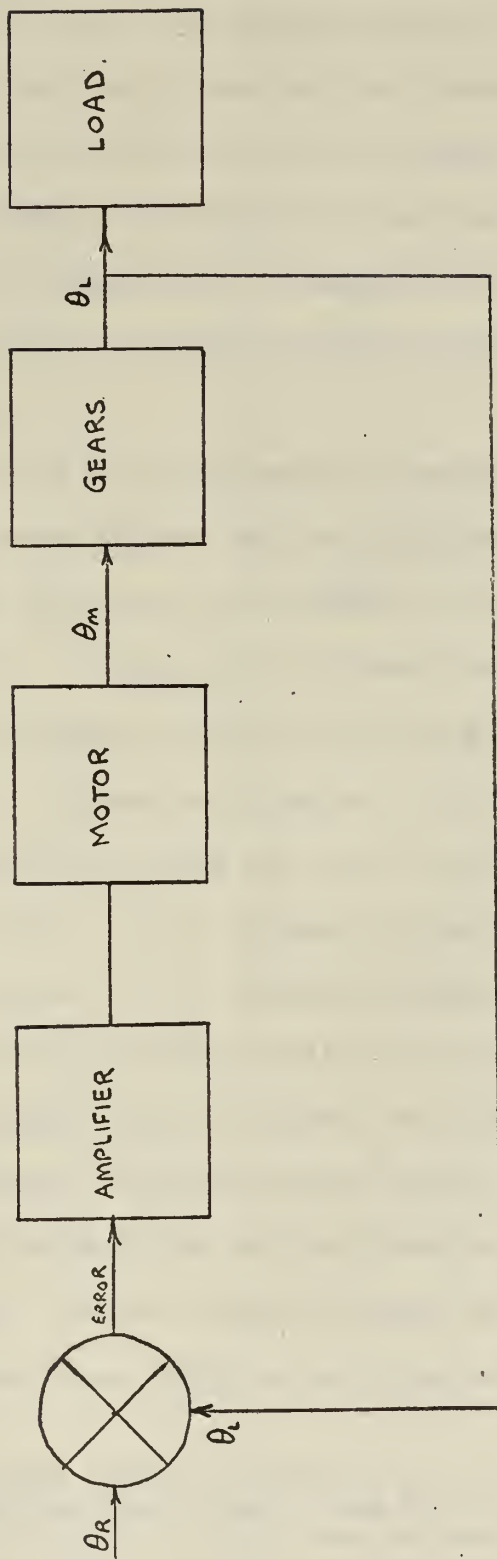 θR
ERROR
AMPLIFIER
MOTOR
θM
GEARS.
θL
LOAD.
θL